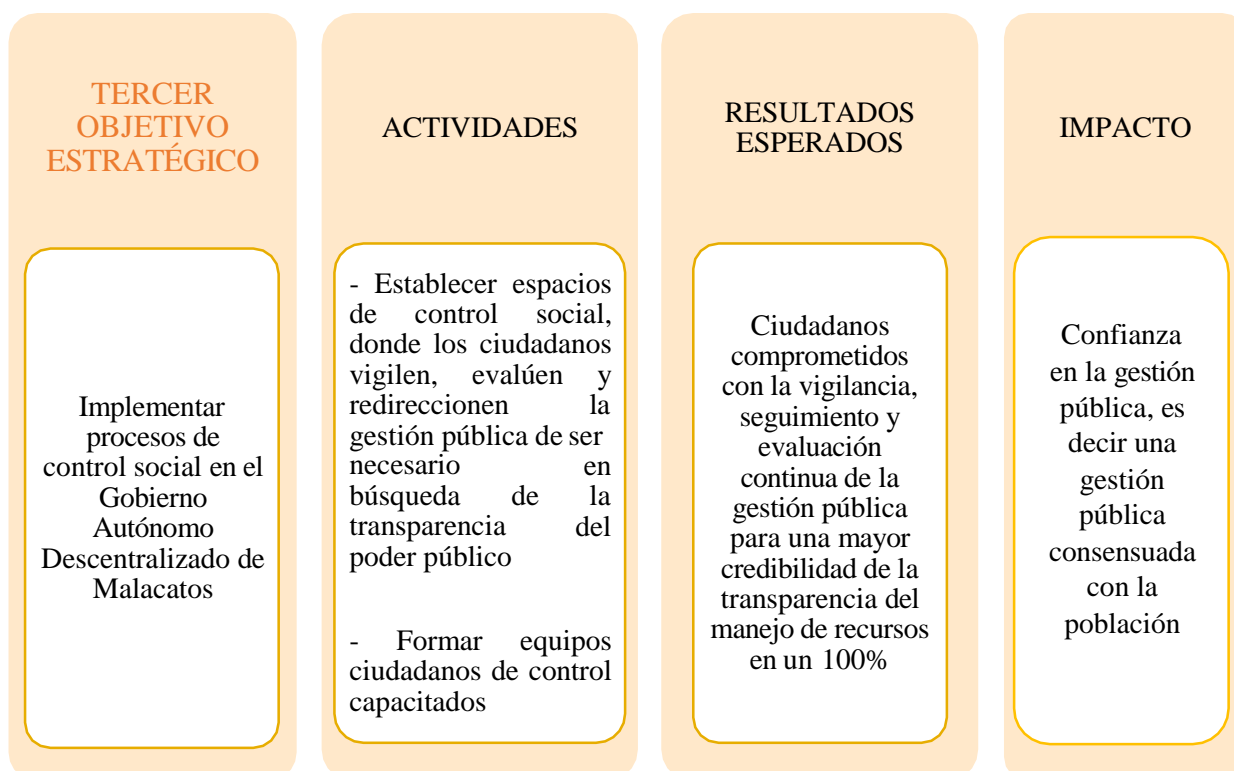 TERCER
OBJETIVO
ESTRATÉGICO
Implementar
procesos de
control social en el
Gobierno
Autónomo
Descentralizado de
Malacatos
ACTIVIDADES
- Establecer espacios
de control social,
donde los ciudadanos
vigilen, evalúen y
redireccionen la
gestión pública de ser
necesario en
búsqueda de la
transparencia del
poder público
- Formar equipos
ciudadanos de control
capacitados
RESULTADOS
ESPERADOS
Ciudadanos
comprometidos
con la vigilancia,
seguimiento y
evaluación
continua de la
gestión pública
para una mayor
credibilidad de la
transparencia del
manejo de recursos
en un 100%
IMPACTO
Confianza
en la gestión
pública, es
decir una
gestión
pública
consensuada
con la
población